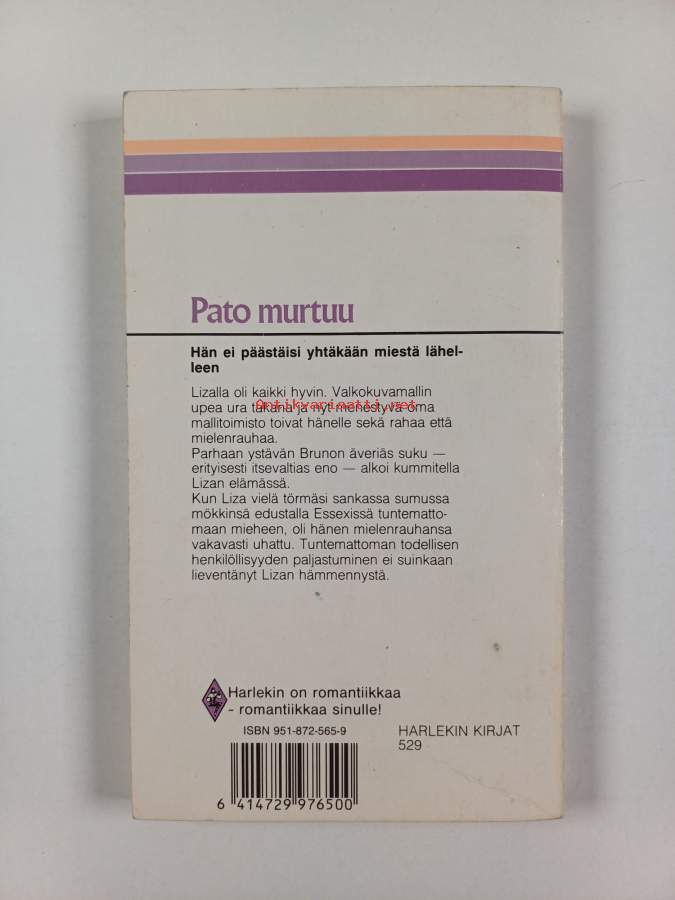 Pato murtuu
Hän ei päästäisi yhtäkään miestä lähel-
leen
Lizalla oli kaikki hyvin. Valkokuvamallin
upea ura takana ja nyt menestyvä oma
Antikvariaatti.net
mallitoimisto toivat hänelle sekä rahaa että
mielenrauhaa.
Parhaan ystävän Brunon äveriäs suku —
erityisesti itsevaltias eno — alkoi kummitella
Lizan elämässä.
Kun Liza vielä törmäsi sankassa sumussa
mökkinsä edustalla Essexissä tuntematto-
maan mieheen, oli hänen mielenrauhansa
vakavasti uhattu. Tuntemattoman todellisen
henkilöllisyyden paljastuminen ei suinkaan
lieventänyt Lizan hämmennystä.
Harlekin on romantiikkaa
- romantiikkaa sinulle!
ISBN 951-872-565-9
HARLEKIN KIRJAT
529
6 414729 976500